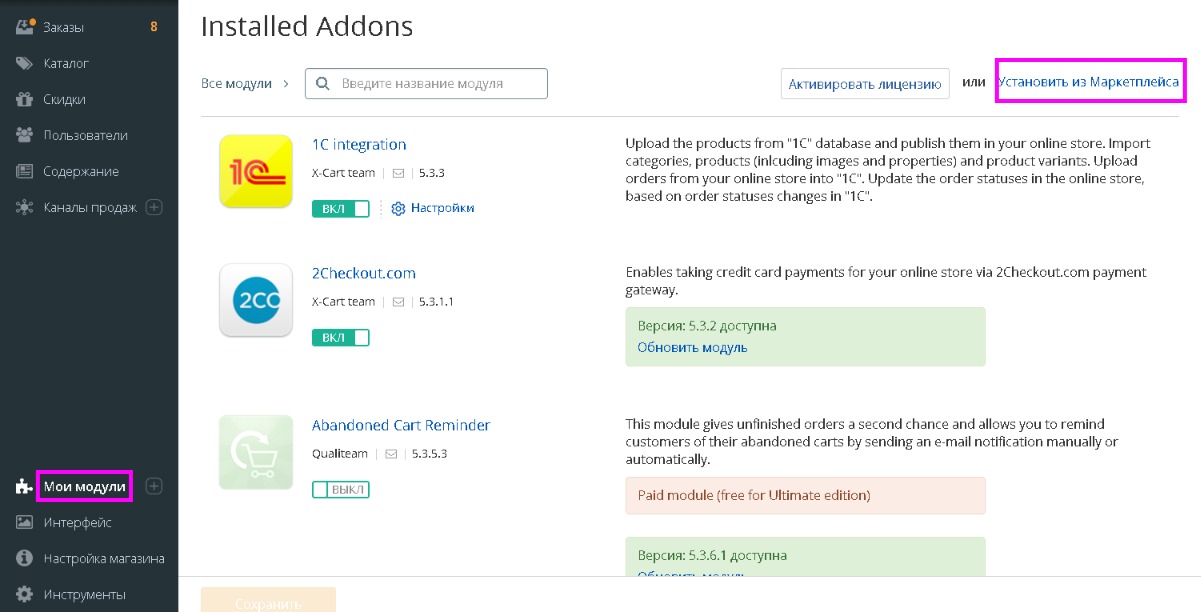 Заказы 8
Каталог
Скидки
Пользователи
Содержание
Каналы продаж
Мои модули
Интерфейс
Настройка магазина
Инструменты
Installed Addons
Все модули
Введите название модуля
Активировать лицензию или Установить из Маркетплейса
1C
1C integration
X-Cart team 5.3.3
ВКЛ Настройки
Upload the products from "1C" database and publish them in your online store. Import
categories, products (inlcuding images and properties) and product variants. Upload
orders from your online store into "1C". Update the order statuses in the online store,
based on order statuses changes in "1C".
2CO
2Checkout.com
X-Cart team 5.3.1.1
ВКЛ
Enables taking credit card payments for your online store via 2Checkout.com payment
gateway.
Версия: 5.3.2 доступна
Обновить модуль
Abandoned Cart Reminder
Qualiteam 5.3.5.3
ВЫКЛ
This module gives unfinished orders a second chance and allows you to remind
customers of their abandoned carts by sending an e-mail notification manually or
automatically.
Paid module (free for Ultimate edition)
Версия: 5.3.6.1 доступна
Обновить модуль
Сохранить